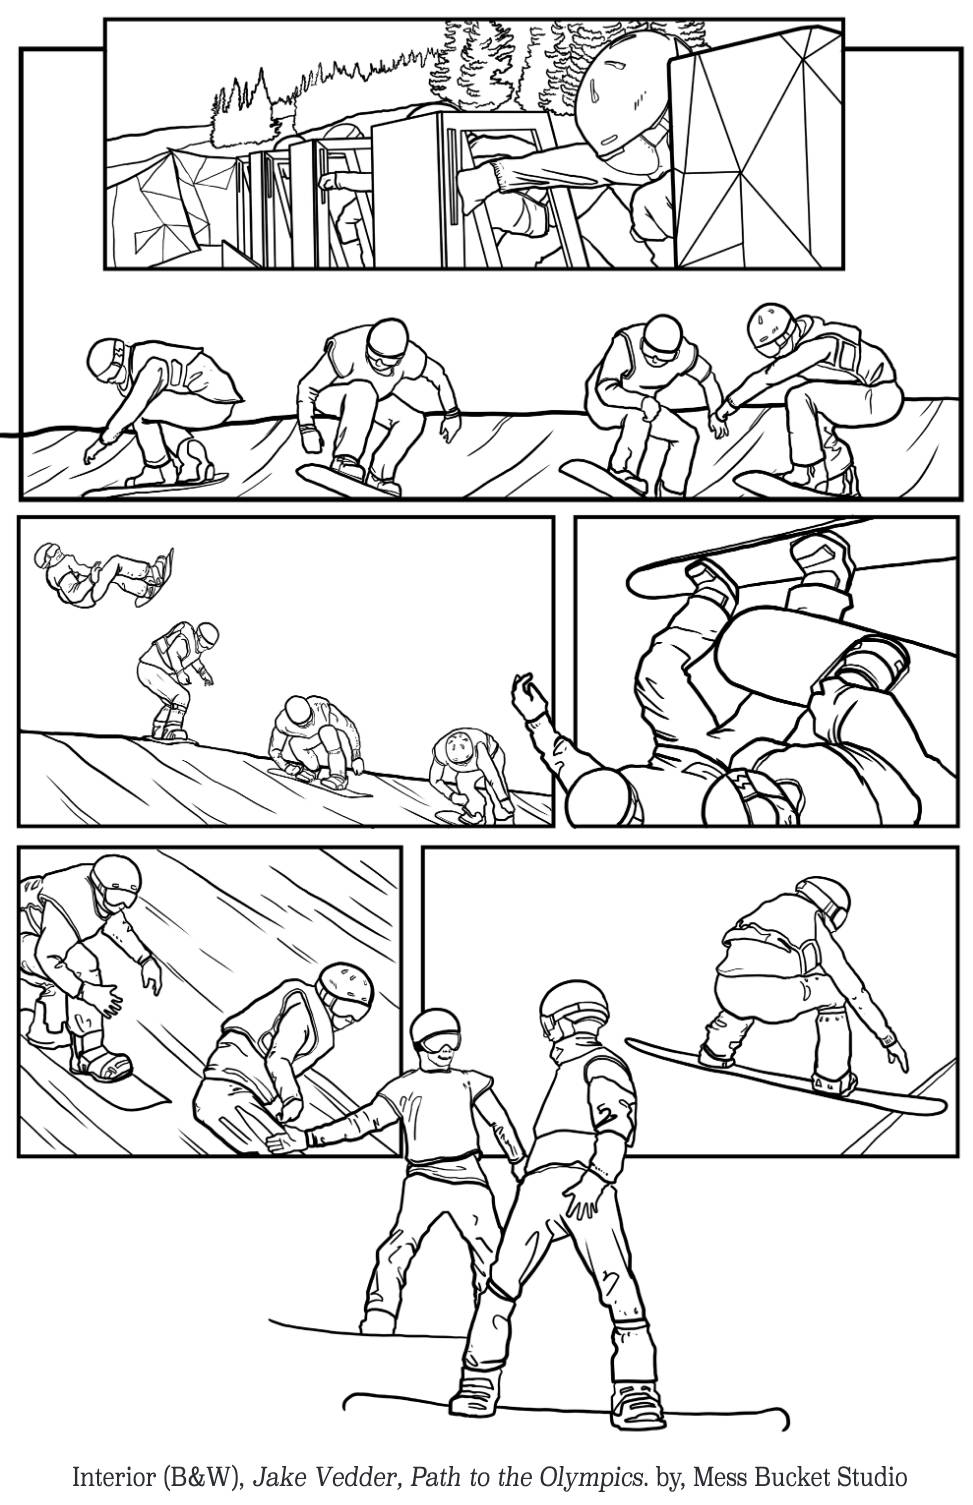 Interior (B&W), Jake Vedder, Path to the Olympics. by, Mess Bucket Studio